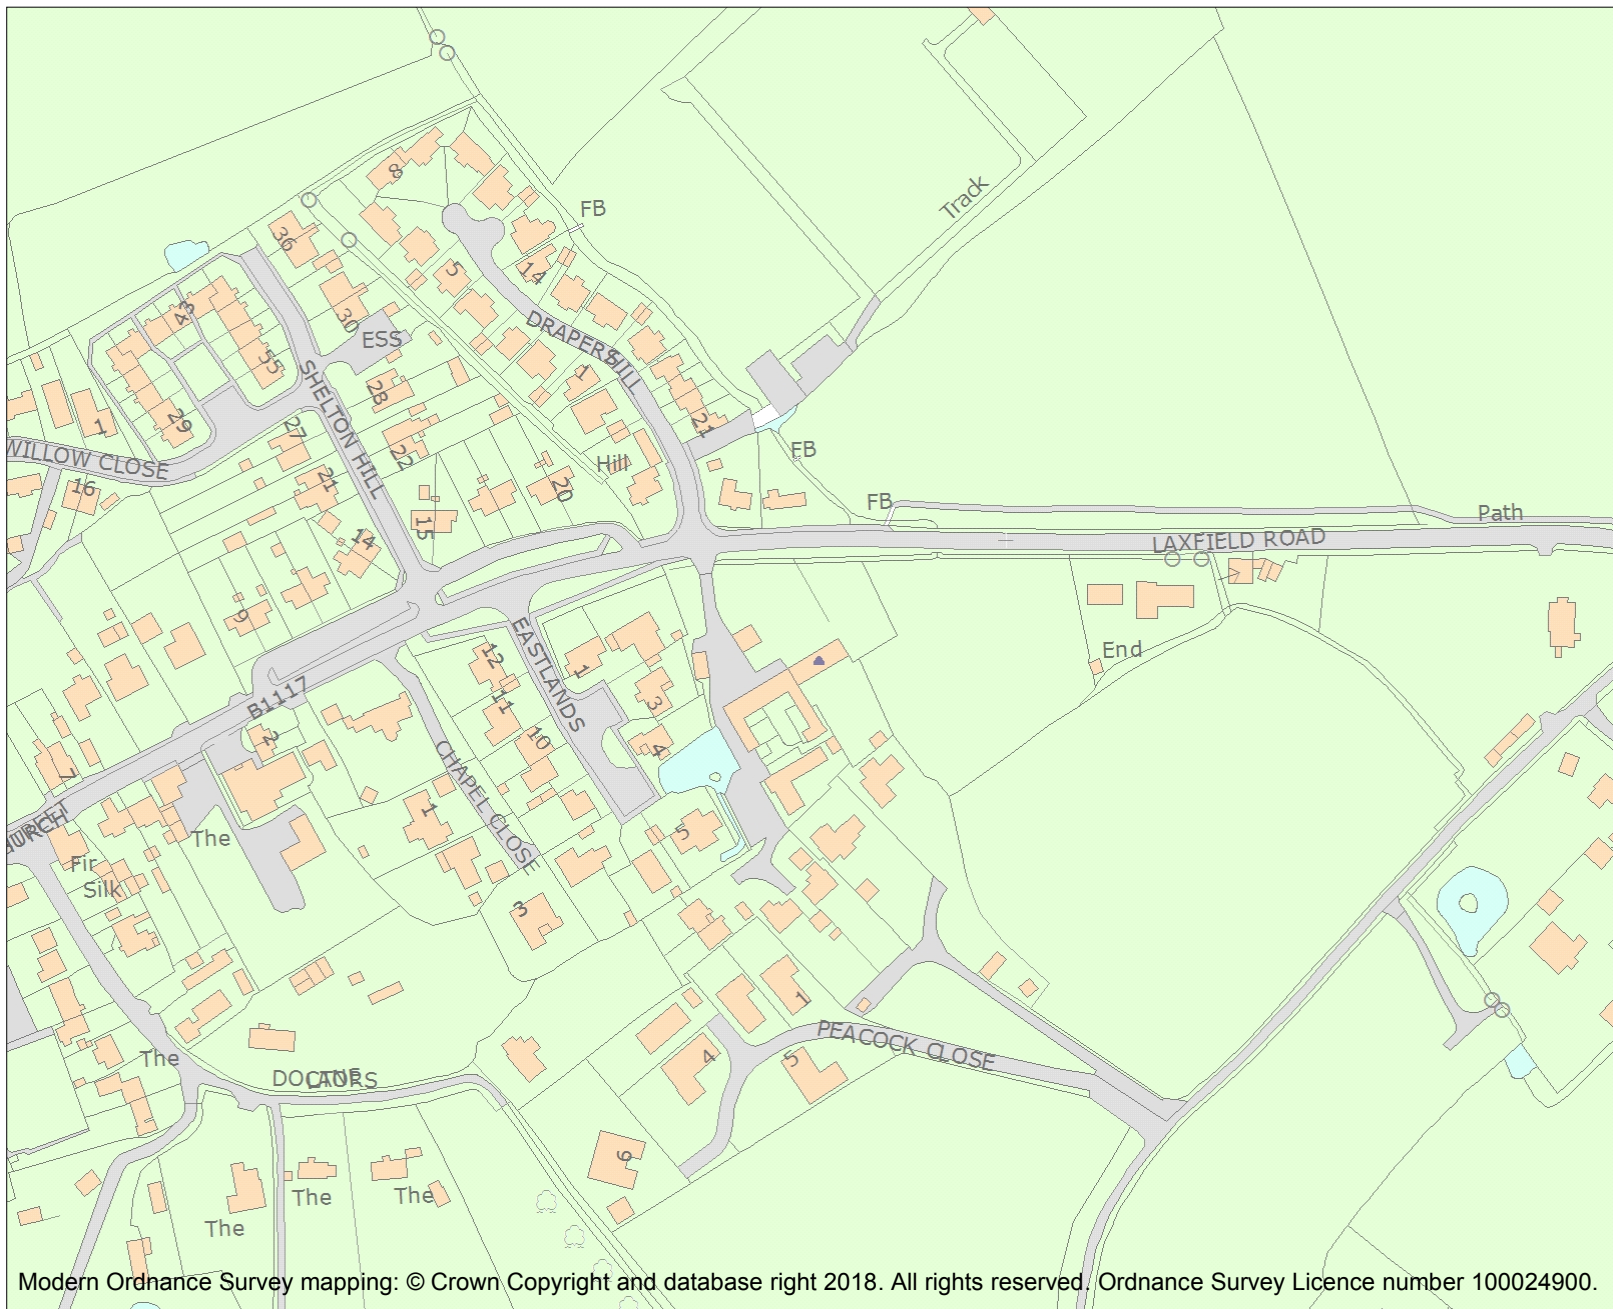 FB
Track
8
36
43
5
14
30
ESS
DRAPERS
HILL
55
SHELTON HILL
1
28
29
1
27
22
21
WILLOW CLOSE
Hill
FB
16
21
20
FB
Path
15
14
LAXFIELD ROAD
9
EASTLANDS
1
End
12
3
11
B1117
2
10
4
7
CHAPEL CLOSE
1
5
The
Fir
Silk
3
1
PEACOCK CLOSE
4
5
The
DOCTORS
LANE
9
The
The
The
Modern Ordnance Survey mapping: © Crown Copyright and database right 2018. All rights reserved. Ordnance Survey Licence number 100024900.